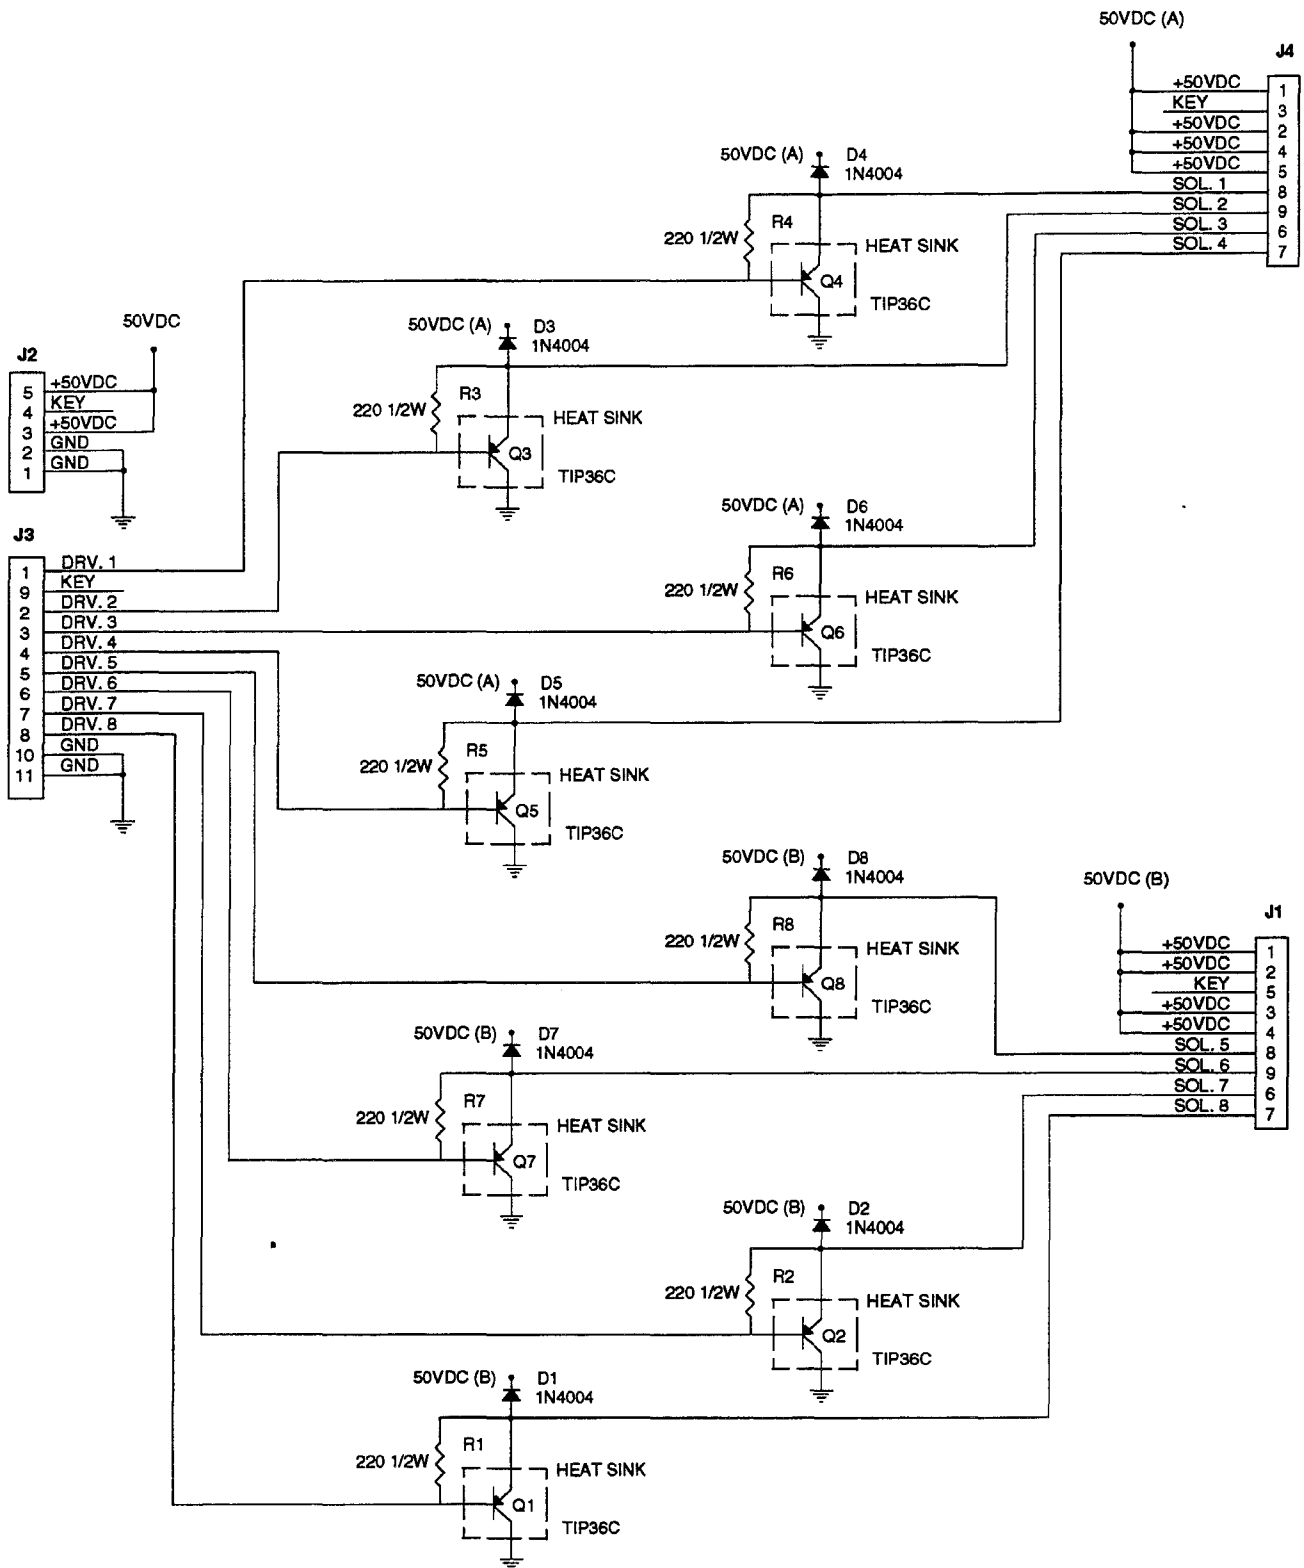 50VDC (A)
J4
+50VDC 1
KEY 3
+50VDC 2
+50VDC 4
+50VDC 5
SOL. 1 8
SOL. 2 9
SOL. 3 6
SOL. 4 7
50VDC (A) D4
1N4004
R4
220 1/2W
HEAT SINK
Q4
TIP36C
50VDC
50VDC (A) D3
1N4004
J2
5 +50VDC
4 KEY
3 +50VDC
2 GND
1 GND
R3
220 1/2W
HEAT SINK
Q3
TIP36C
50VDC (A) D6
1N4004
R6
220 1/2W
HEAT SINK
Q6
TIP36C
J3
1 DRV. 1
9 KEY
2 DRV. 2
3 DRV. 3
4 DRV. 4
5 DRV. 5
6 DRV. 6
7 DRV. 7
8 DRV. 8
10 GND
11 GND
50VDC (A) D5
1N4004
R5
220 1/2W
HEAT SINK
Q5
TIP36C
50VDC (B) D8
1N4004
R8
220 1/2W
HEAT SINK
Q8
TIP36C
50VDC (B)
J1
+50VDC 1
+50VDC 2
KEY 5
+50VDC 3
+50VDC 4
SOL. 5 8
SOL. 6 9
SOL. 7 6
SOL. 8 7
50VDC (B) D7
1N4004
R7
220 1/2W
HEAT SINK
Q7
TIP36C
50VDC (B) D2
1N4004
R2
220 1/2W
HEAT SINK
Q2
TIP36C
50VDC (B) D1
1N4004
R1
220 1/2W
HEAT SINK
Q1
TIP36C